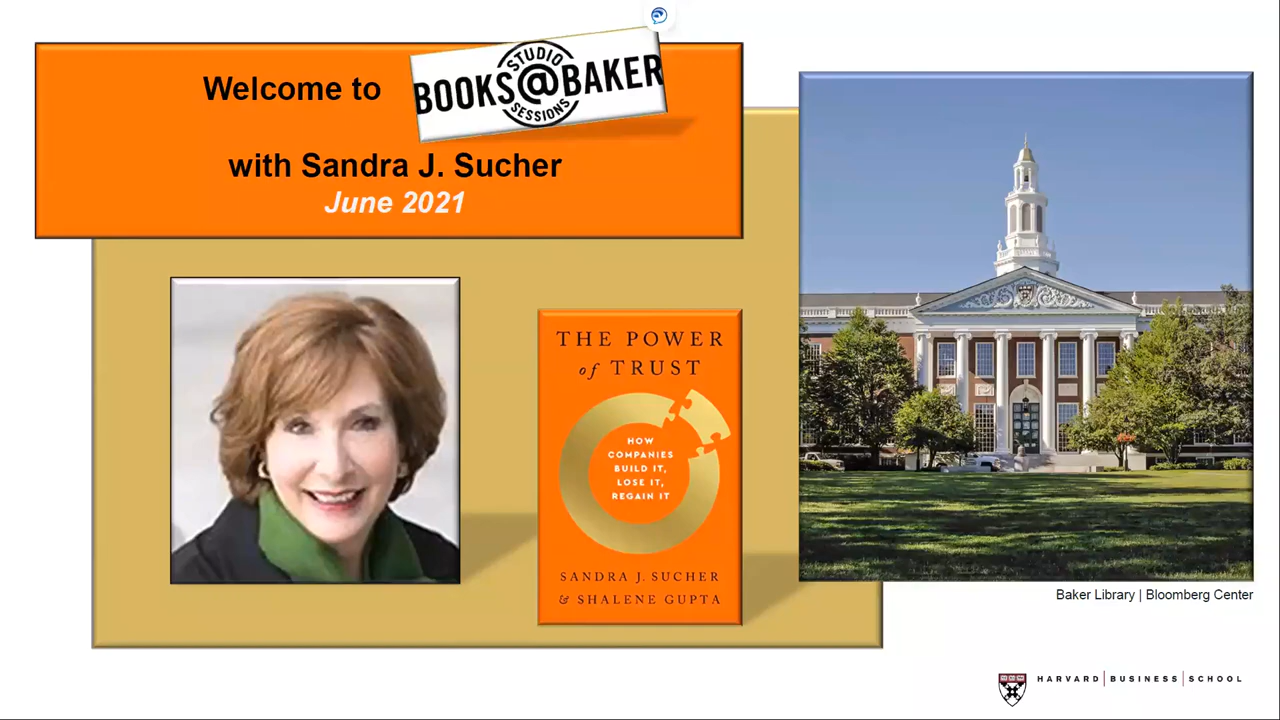 Welcome to
STUDIO
BOOKS@BAKER
SESSIONS
with Sandra J. Sucher
June 2021
THE POWER
of TRUST
HOW
COMPANIES
BUILD IT,
LOSE IT,
REGAIN IT
SANDRA J. SUCHER
& SHALENE GUPTA
Baker Library | Bloomberg Center
HARVARD | BUSINESS | SCHOOL